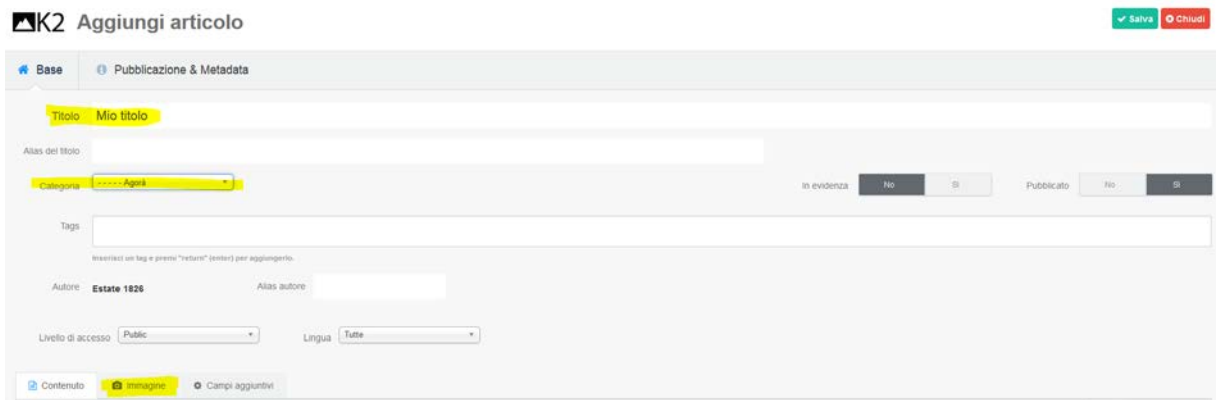 K2 Aggiungi articolo
Salva Chiudi
Base Pubblicazione & Metadata
Titolo Mio titolo
Alias del titolo
Categoria - - - - - Agorà In evidenza No Sì Pubblicato No Sì
Tags
Inserisci un tag e premi "return" (enter) per aggiungerlo.
Autore Estate 1826 Alias autore
Livello di accesso Public Lingua Tutte
Contenuto Immagine Campi aggiuntivi